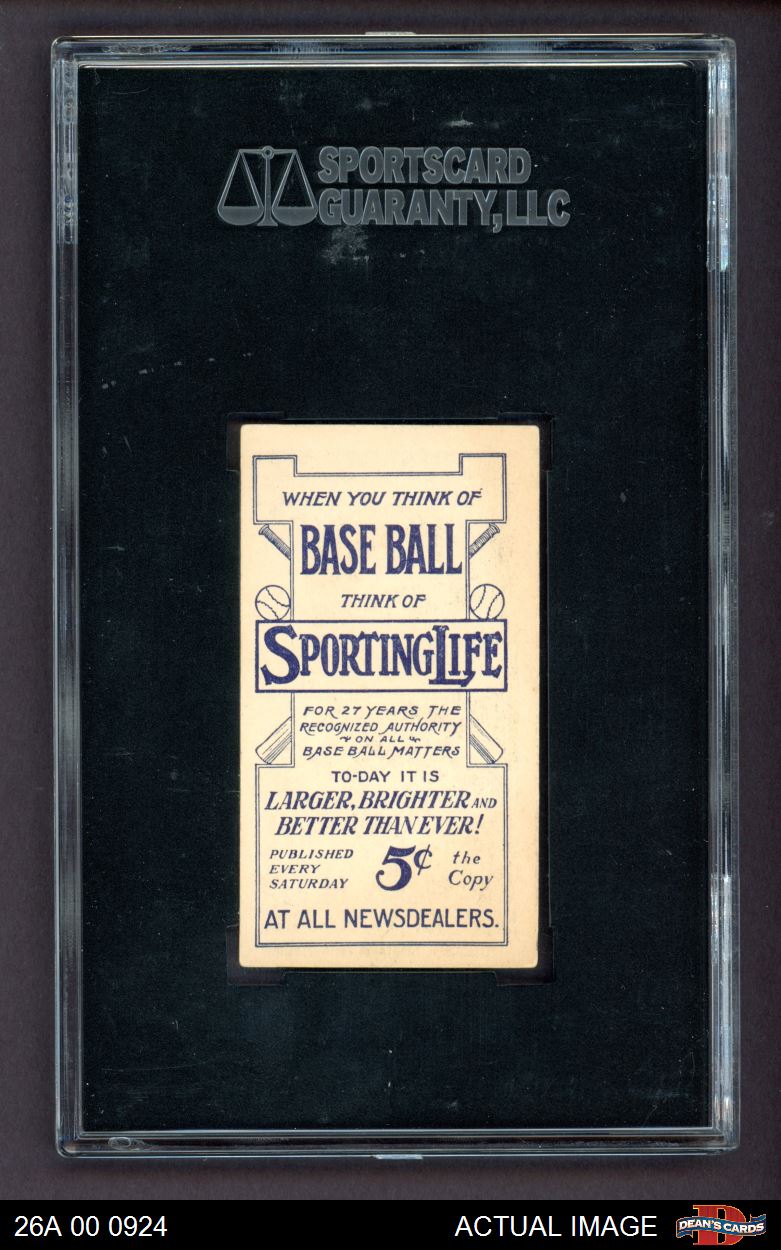 SPORTSCARD
GUARANTY, LLC
WHEN YOU THINK OF
BASE BALL
THINK OF
SPORTING LIFE
FOR 27 YEARS THE
RECOGNIZED AUTHORITY
ON ALL
BASE BALL MATTERS
TO-DAY IT IS
LARGER, BRIGHTER AND
BETTER THAN EVER!
PUBLISHED
EVERY
SATURDAY
5¢
the
Copy
AT ALL NEWSDEALERS.
26A 00 0924
ACTUAL IMAGE
D
DEAN'S CARDS